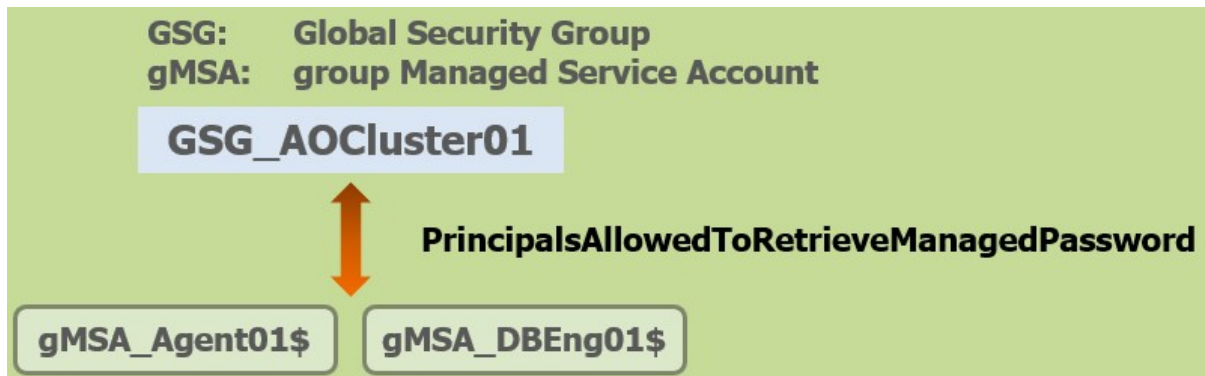 GSG: Global Security Group
gMSA: group Managed Service Account
GSG_AOCluster01
PrincipalsAllowedToRetrieveManagedPassword
gMSA_Agent01$
gMSA_DBEng01$